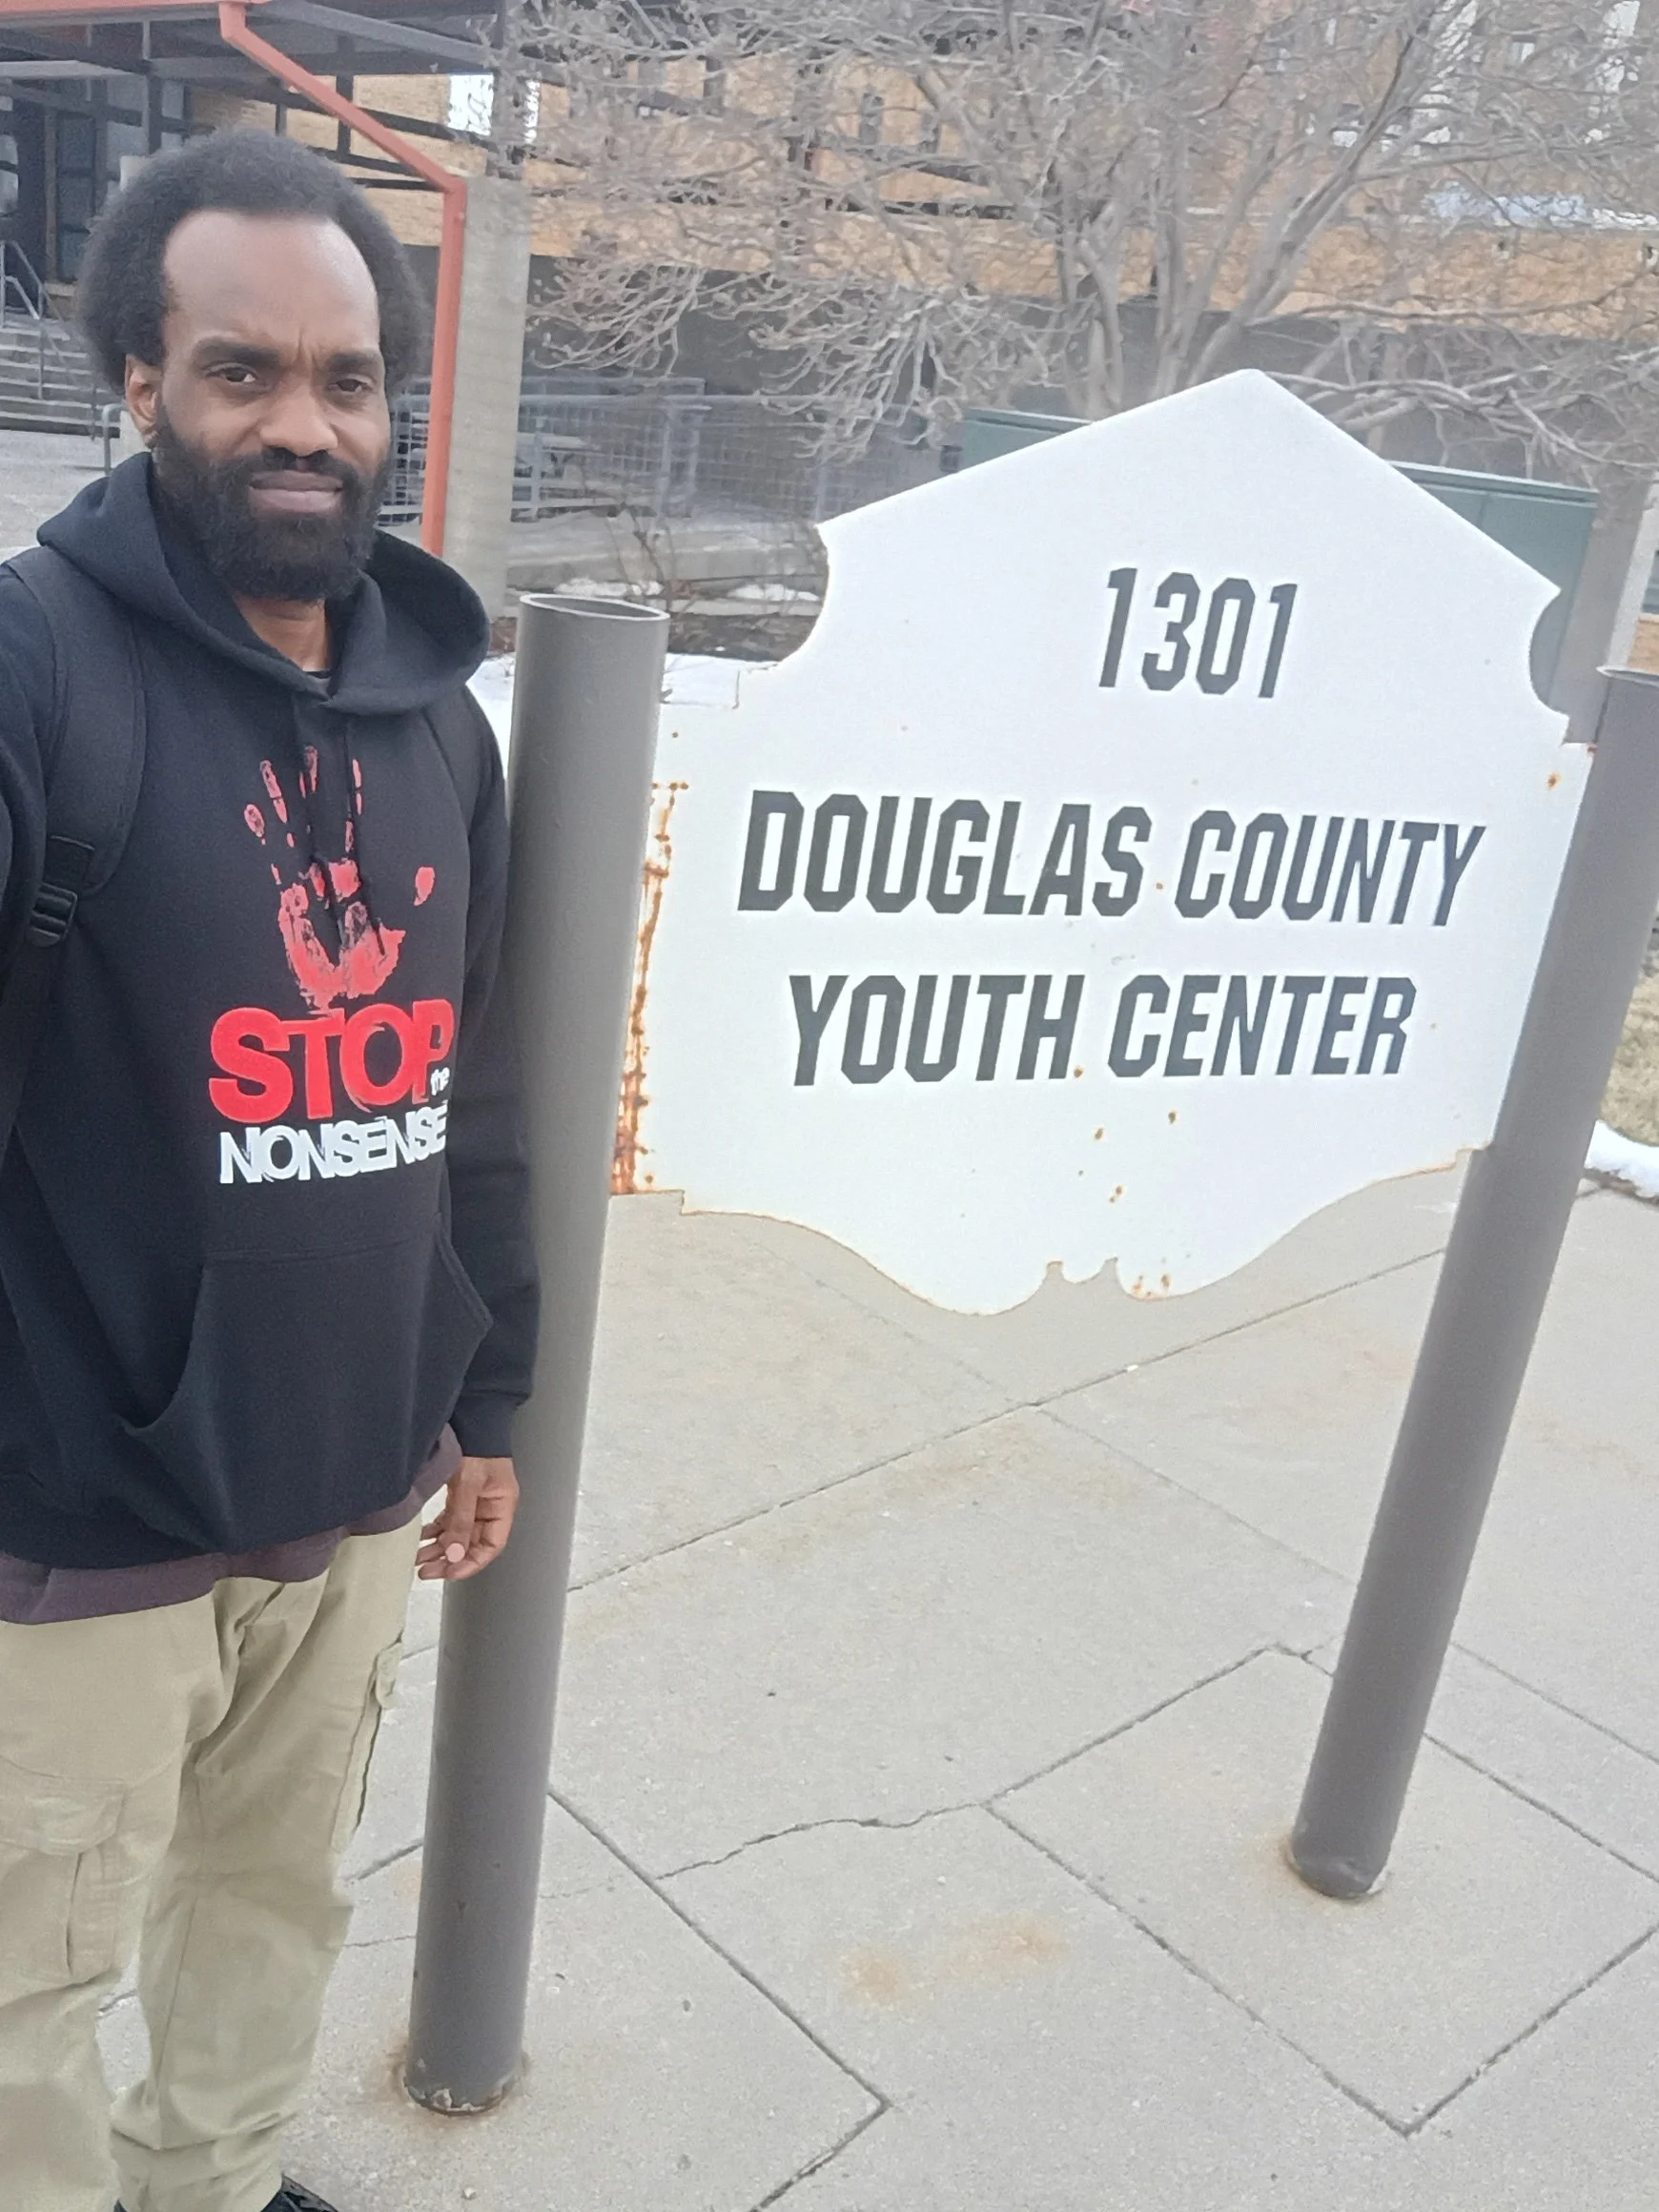 STOP
the
NONSENSE
1301
DOUGLAS COUNTY
YOUTH CENTER